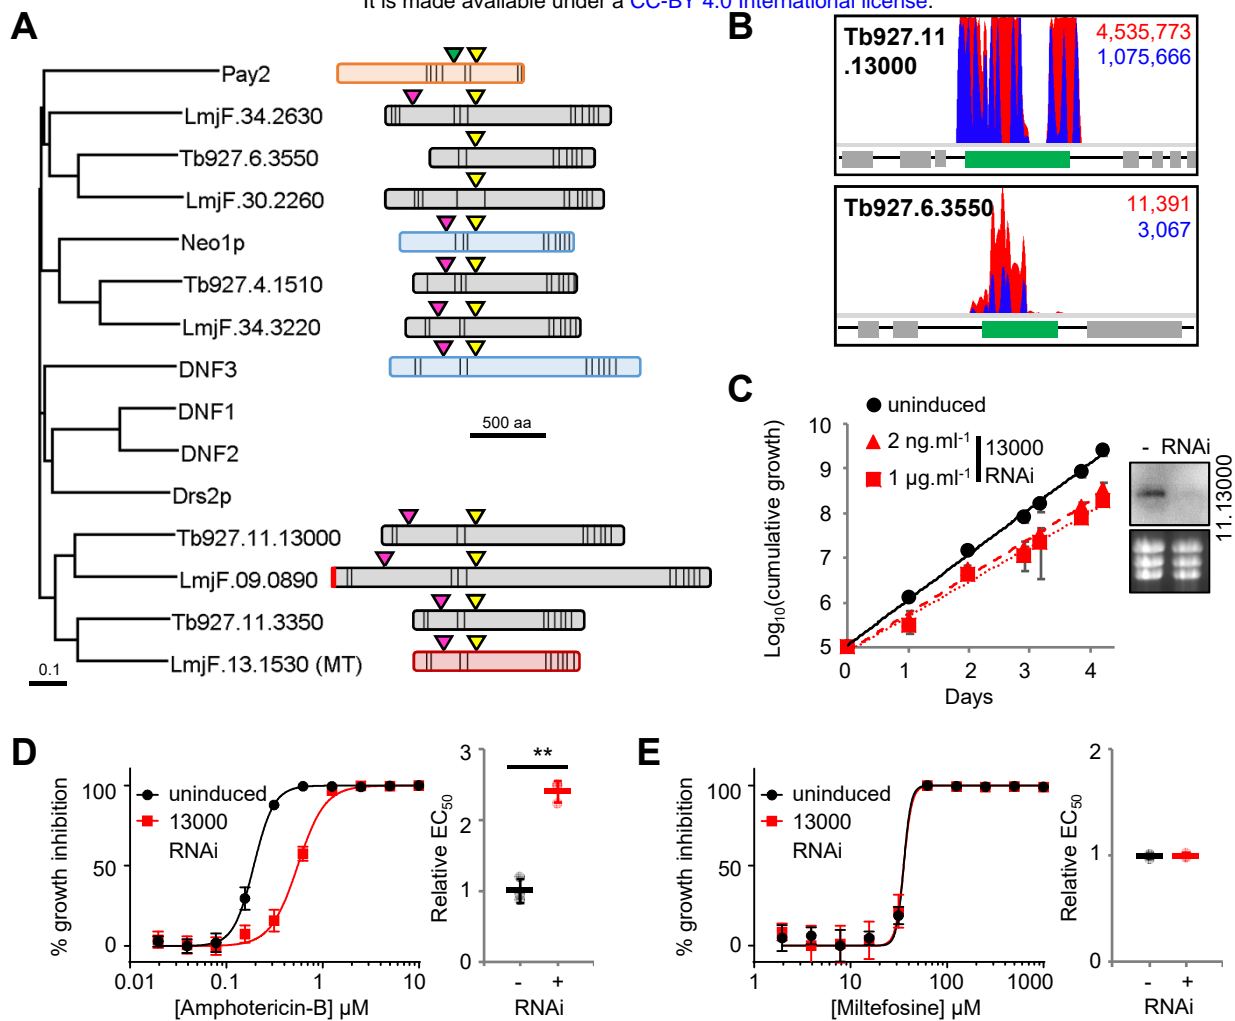 It is made available under a CC-BY 4.0 International license.
A
Pay2
LmjF.34.2630
Tb927.6.3550
LmjF.30.2260
Neo1p
Tb927.4.1510
LmjF.34.3220
DNF3
DNF1
DNF2
Drs2p
Tb927.11.13000
LmjF.09.0890
Tb927.11.3350
LmjF.13.1530 (MT)
0.1
500 aa
B
Tb927.11
.13000
4,535,773
1,075,666
Tb927.6.3550
11,391
3,067
C
uninduced
2 ng.ml-1
1 µg.ml-1
13000
RNAi
Log10(cumulative growth)
10
9
8
7
6
5
0 1 2 3 4
Days
- RNAi
11.13000
D
% growth inhibition
100
50
0
uninduced
13000
RNAi
0.01 0.1 1 10
[Amphotericin-B] µM
Relative EC50
3
2
1
0
**
- +
RNAi
E
% growth inhibition
100
50
0
uninduced
13000
RNAi
1 10 100 1000
[Miltefosine] µM
Relative EC50
2
1
0
- +
RNAi